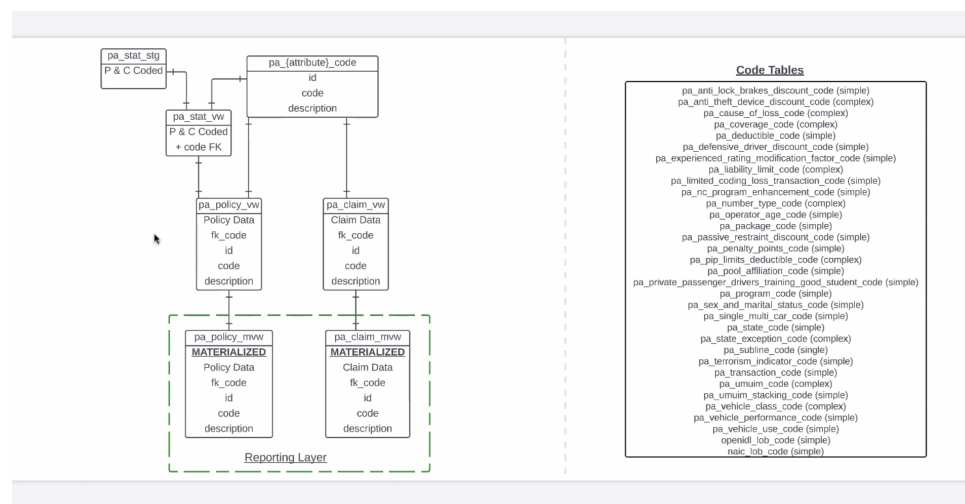 pa_stat_stg
P & C Coded
pa_{attribute}_code
id
code
description
pa_stat_vw
P & C Coded
+ code FK
pa_policy_vw
Policy Data
fk_code
id
code
description
pa_claim_vw
Claim Data
fk_code
id
code
description
pa_policy_mvw
MATERIALIZED
Policy Data
fk_code
id
code
description
pa_claim_mvw
MATERIALIZED
Claim Data
fk_code
id
code
description
Reporting Layer
Code Tables
pa_anti_lock_brakes_discount_code (simple)
pa_anti_theft_device_discount_code (complex)
pa_cause_of_loss_code (complex)
pa_coverage_code (complex)
pa_deductible_code (simple)
pa_defensive_driver_discount_code (simple)
pa_experienced_rating_modification_factor_code (simple)
pa_liability_limit_code (complex)
pa_limited_coding_loss_transaction_code (simple)
pa_nc_program_enhancement_code (simple)
pa_number_type_code (complex)
pa_operator_age_code (simple)
pa_package_code (simple)
pa_passive_restraint_discount_code (simple)
pa_penalty_points_code (simple)
pa_pip_limits_deductible_code (complex)
pa_pool_affiliation_code (simple)
pa_private_passenger_drivers_training_good_student_code (simple)
pa_program_code (simple)
pa_sex_and_marital_status_code (simple)
pa_single_multi_car_code (simple)
pa_state_code (simple)
pa_state_exception_code (complex)
pa_subline_code (single)
pa_terrorism_indicator_code (simple)
pa_transaction_code (simple)
pa_umuim_code (complex)
pa_umuim_stacking_code (simple)
pa_vehicle_class_code (complex)
pa_vehicle_performance_code (simple)
pa_vehicle_use_code (simple)
openidl_lob_code (simple)
naic_lob_code (simple)